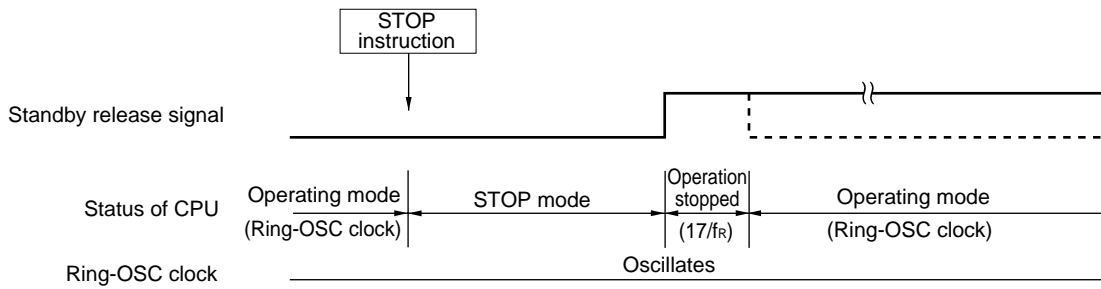 STOP
instruction
Standby release signal
Operating mode
(Ring-OSC clock)
STOP mode
Operation
stopped
(17/fR)
Operating mode
(Ring-OSC clock)
Status of CPU
Ring-OSC clock
Oscillates